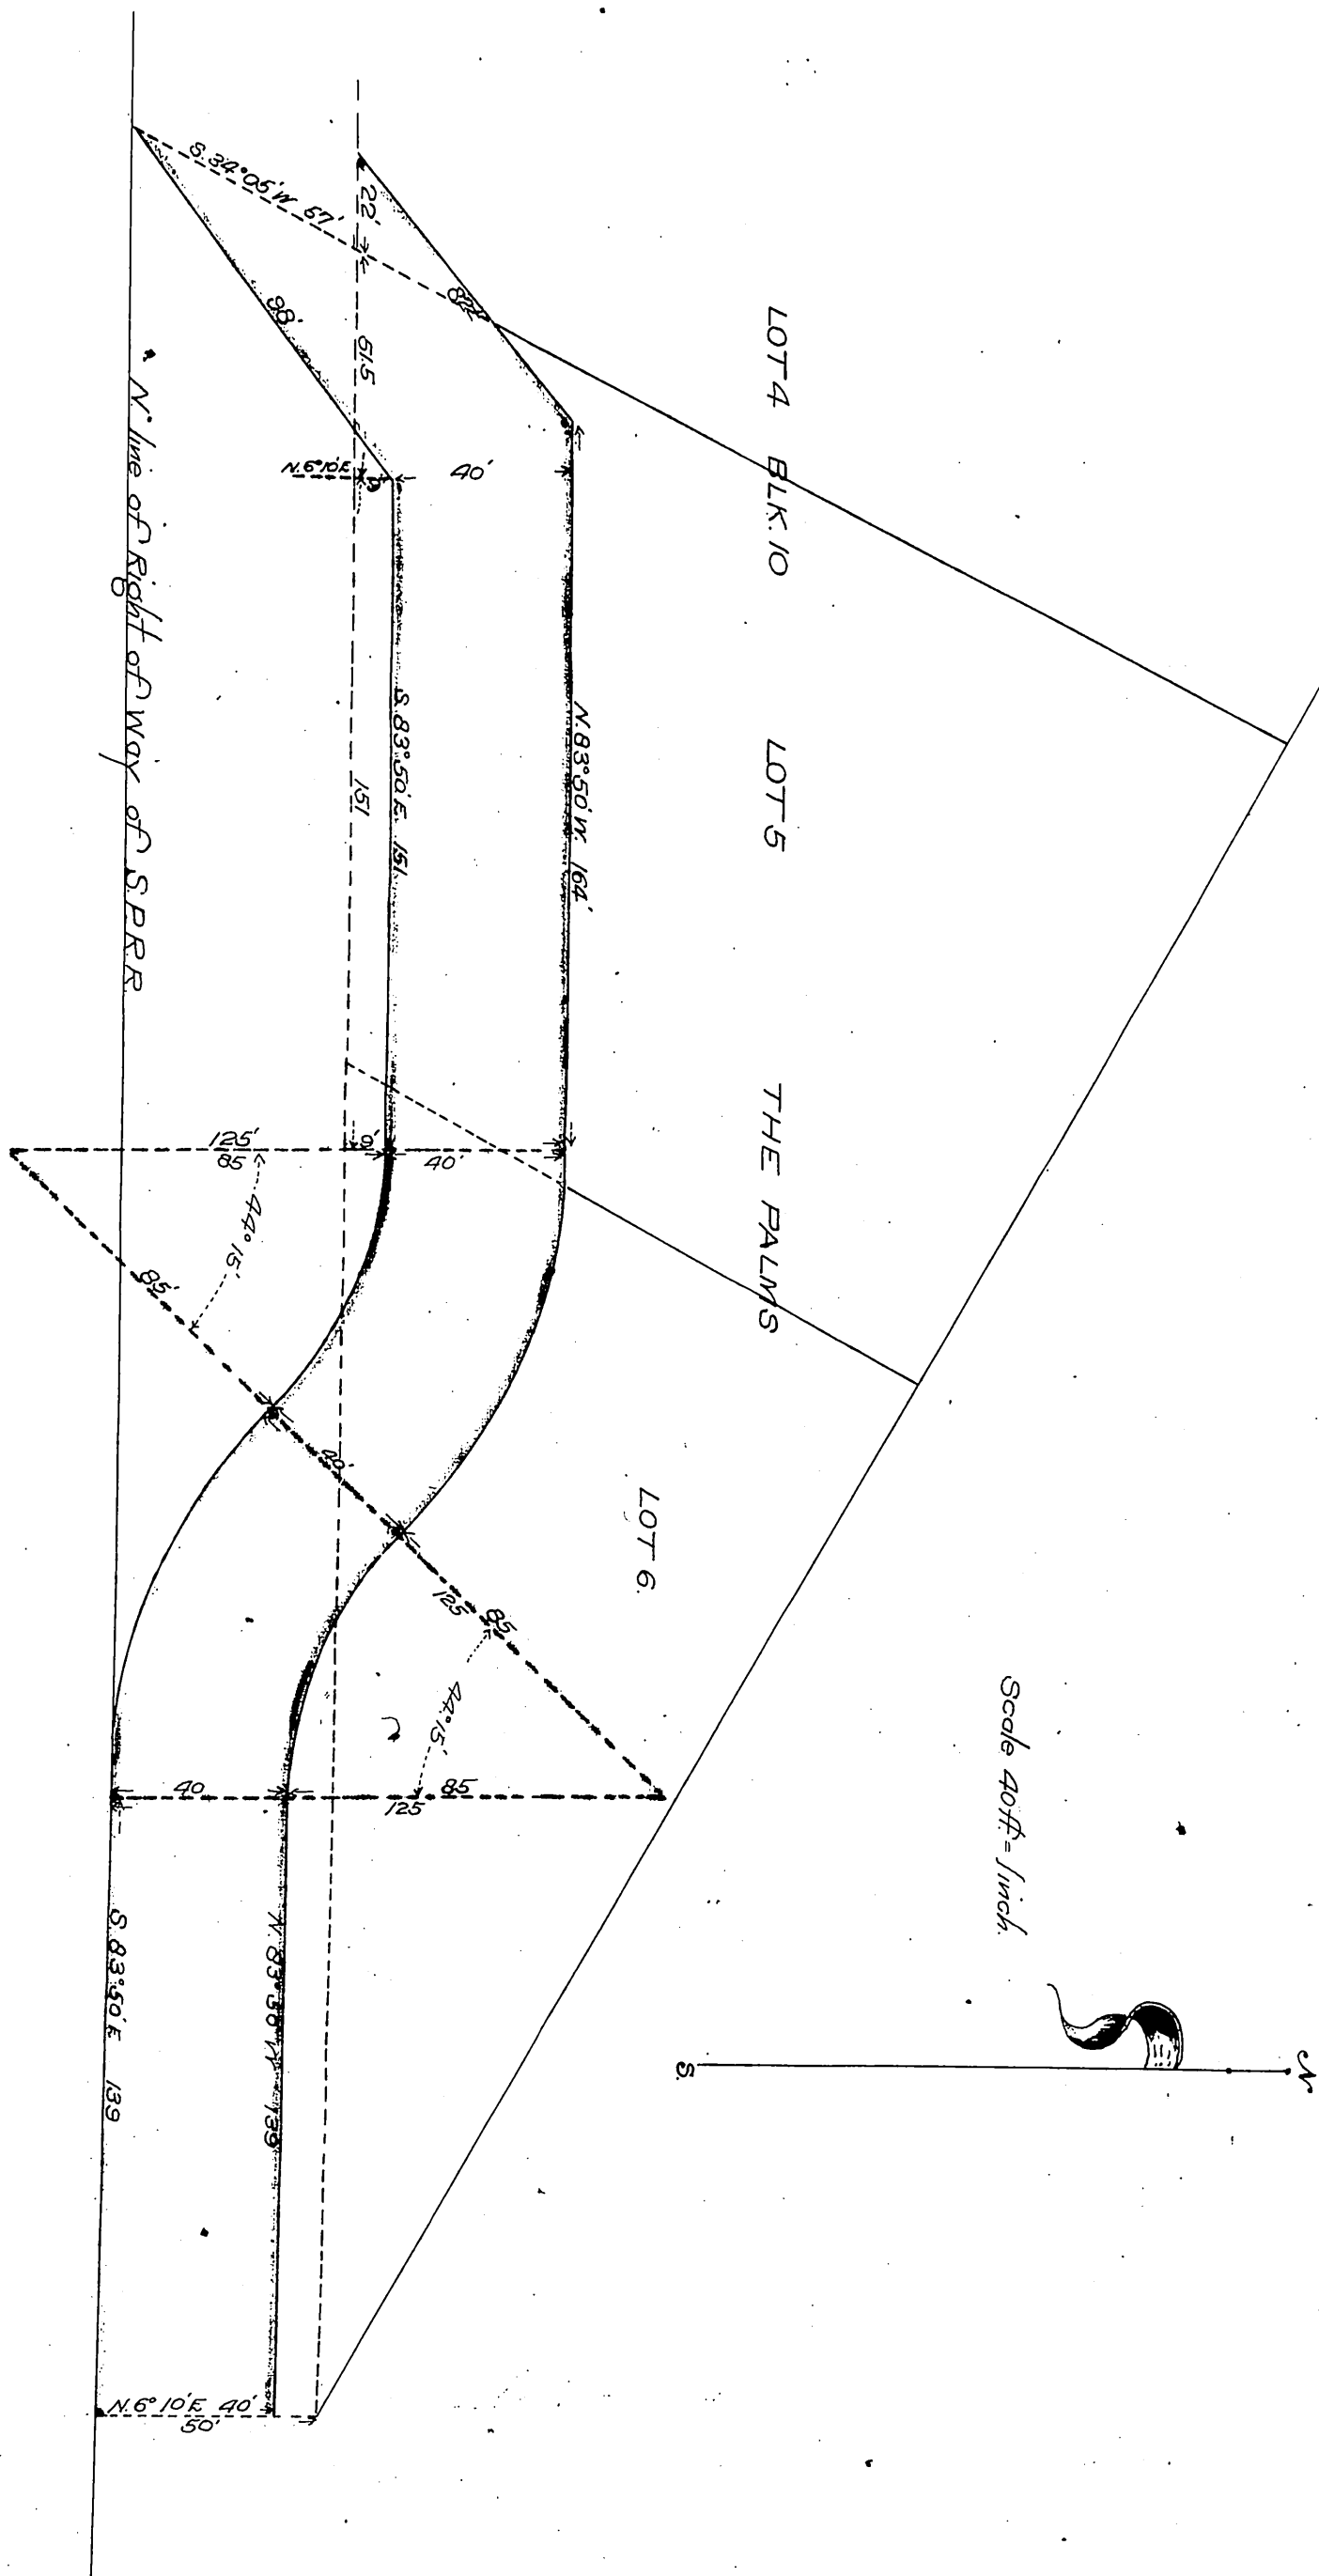 LOT 4 BLK. 10
LOT 5
THE PALMS
LOT 6.
Scale 40 ft = 1 inch.
N
S.
S. 34° 05' W 57'
22'
82'
98'
51.5
N. 6° 10' E
9'
40'
N. 83° 50' W. 164'
S. 83° 50' E. 151
151
N. line of Right of Way of S.P.R.R
125'
85
9'
40'
44° 15'
85'
40'
125
85
44° 15'
40
85
125
S. 83° 50' E 139
N. 83° 50' W 139
N. 6° 10' E 40'
50'